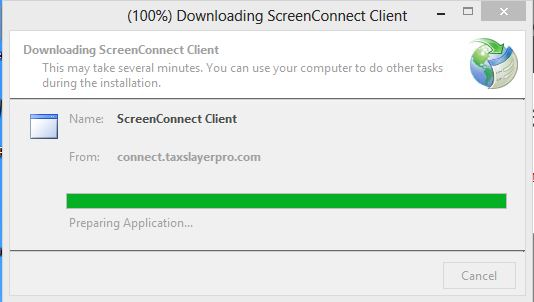 (100%) Downloading ScreenConnect Client
Downloading ScreenConnect Client
This may take several minutes. You can use your computer to do other tasks
during the installation.
Name: ScreenConnect Client
From: connect.taxslayerpro.com
Preparing Application...
Cancel